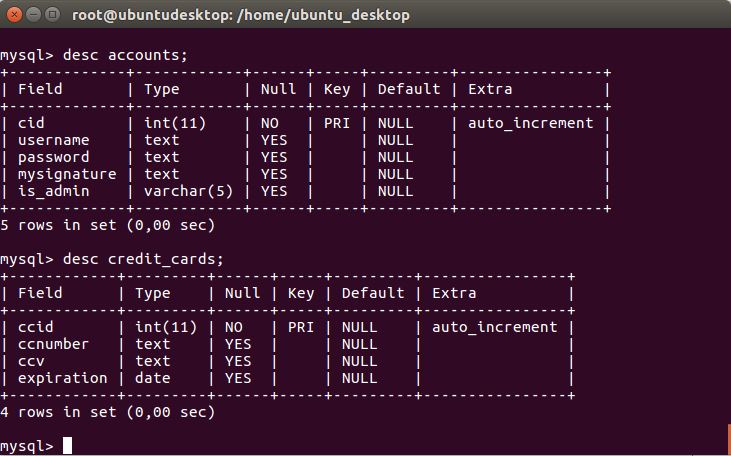 root@ubuntudesktop: /home/ubuntu_desktop
mysql> desc accounts;
+-------------+------------+------+-----+---------+----------------+
| Field       | Type       | Null | Key | Default | Extra          |
+-------------+------------+------+-----+---------+----------------+
| cid         | int(11)    | NO   | PRI | NULL    | auto_increment |
| username    | text       | YES  |     | NULL    |                |
| password    | text       | YES  |     | NULL    |                |
| mysignature | text       | YES  |     | NULL    |                |
| is_admin    | varchar(5) | YES  |     | NULL    |                |
+-------------+------------+------+-----+---------+----------------+
5 rows in set (0,00 sec)
mysql> desc credit_cards;
+------------+---------+------+-----+---------+----------------+
| Field      | Type    | Null | Key | Default | Extra          |
+------------+---------+------+-----+---------+----------------+
| ccid       | int(11) | NO   | PRI | NULL    | auto_increment |
| ccnumber   | text    | YES  |     | NULL    |                |
| ccv        | text    | YES  |     | NULL    |                |
| expiration | date    | YES  |     | NULL    |                |
+------------+---------+------+-----+---------+----------------+
4 rows in set (0,00 sec)
mysql>